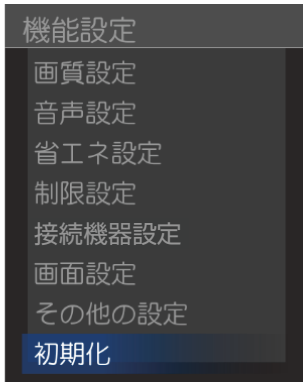 機能設定
画質設定
音声設定
省エネ設定
制限設定
接続機器設定
画面設定
その他の設定
初期化